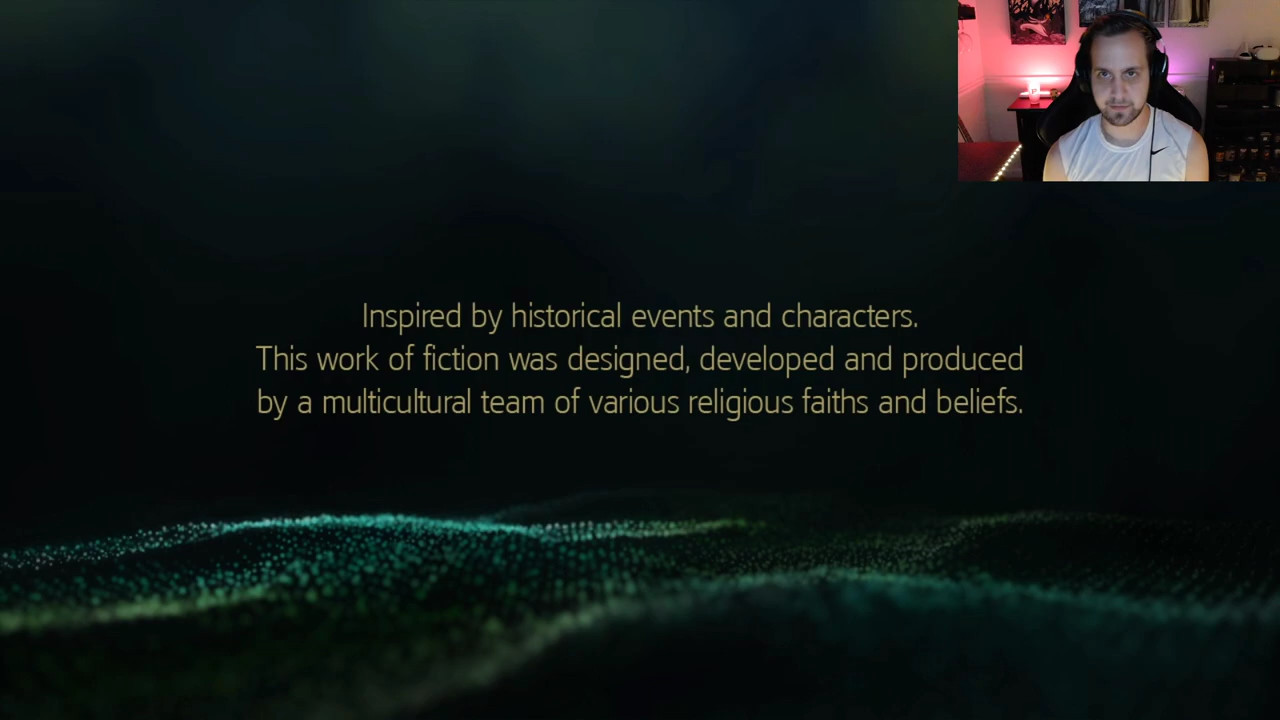 Inspired by historical events and characters.
This work of fiction was designed, developed and produced
by a multicultural team of various religious faiths and beliefs.